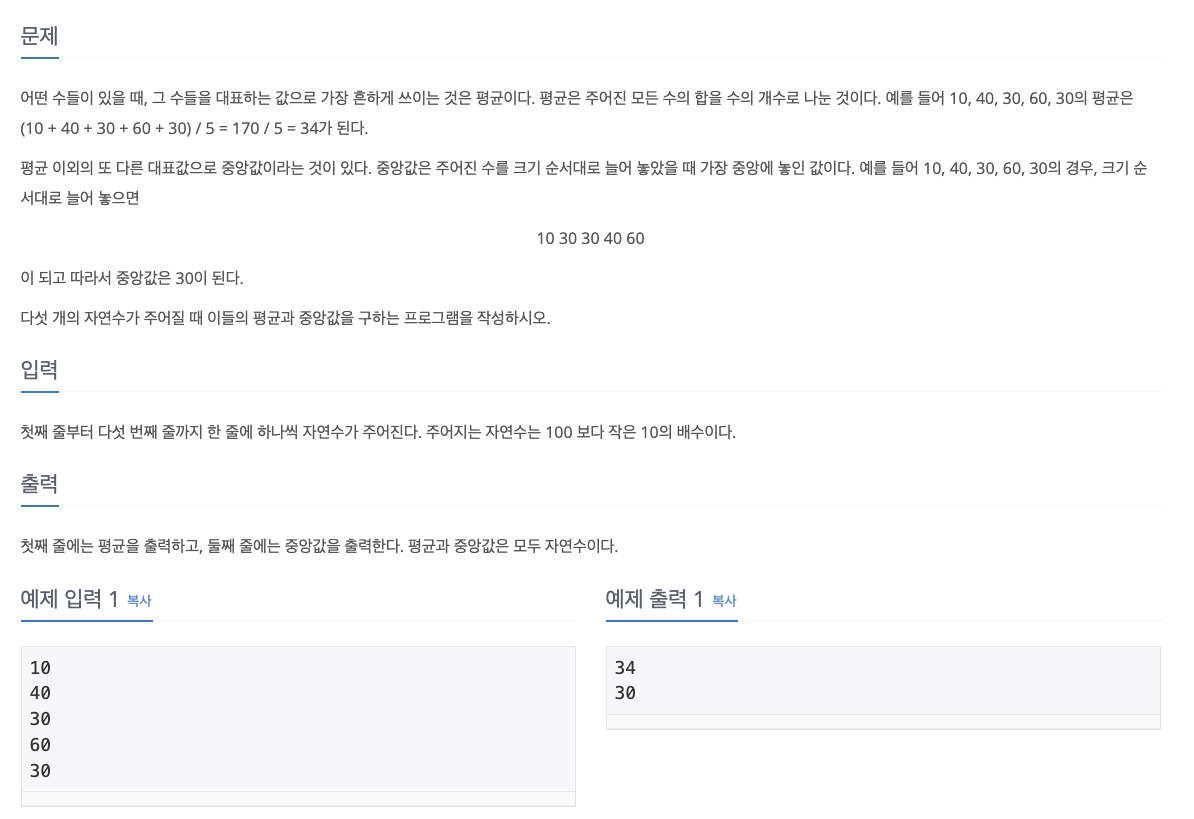 문제
어떤 수들이 있을 때, 그 수들을 대표하는 값으로 가장 흔하게 쓰이는 것은 평균이다. 평균은 주어진 모든 수의 합을 수의 개수로 나눈 것이다. 예를 들어 10, 40, 30, 60, 30의 평균은
(10 + 40 + 30 + 60 + 30) / 5 = 170 / 5 = 34가 된다.
평균 이외의 또 다른 대표값으로 중앙값이라는 것이 있다. 중앙값은 주어진 수를 크기 순서대로 늘어 놓았을 때 가장 중앙에 놓인 값이다. 예를 들어 10, 40, 30, 60, 30의 경우, 크기 순
서대로 늘어 놓으면
10 30 30 40 60
이 되고 따라서 중앙값은 30이 된다.
다섯 개의 자연수가 주어질 때 이들의 평균과 중앙값을 구하는 프로그램을 작성하시오.
입력
첫째 줄부터 다섯 번째 줄까지 한 줄에 하나씩 자연수가 주어진다. 주어지는 자연수는 100 보다 작은 10의 배수이다.
출력
첫째 줄에는 평균을 출력하고, 둘째 줄에는 중앙값을 출력한다. 평균과 중앙값은 모두 자연수이다.
예제 입력 1 복사
10
40
30
60
30
예제 출력 1 복사
34
30